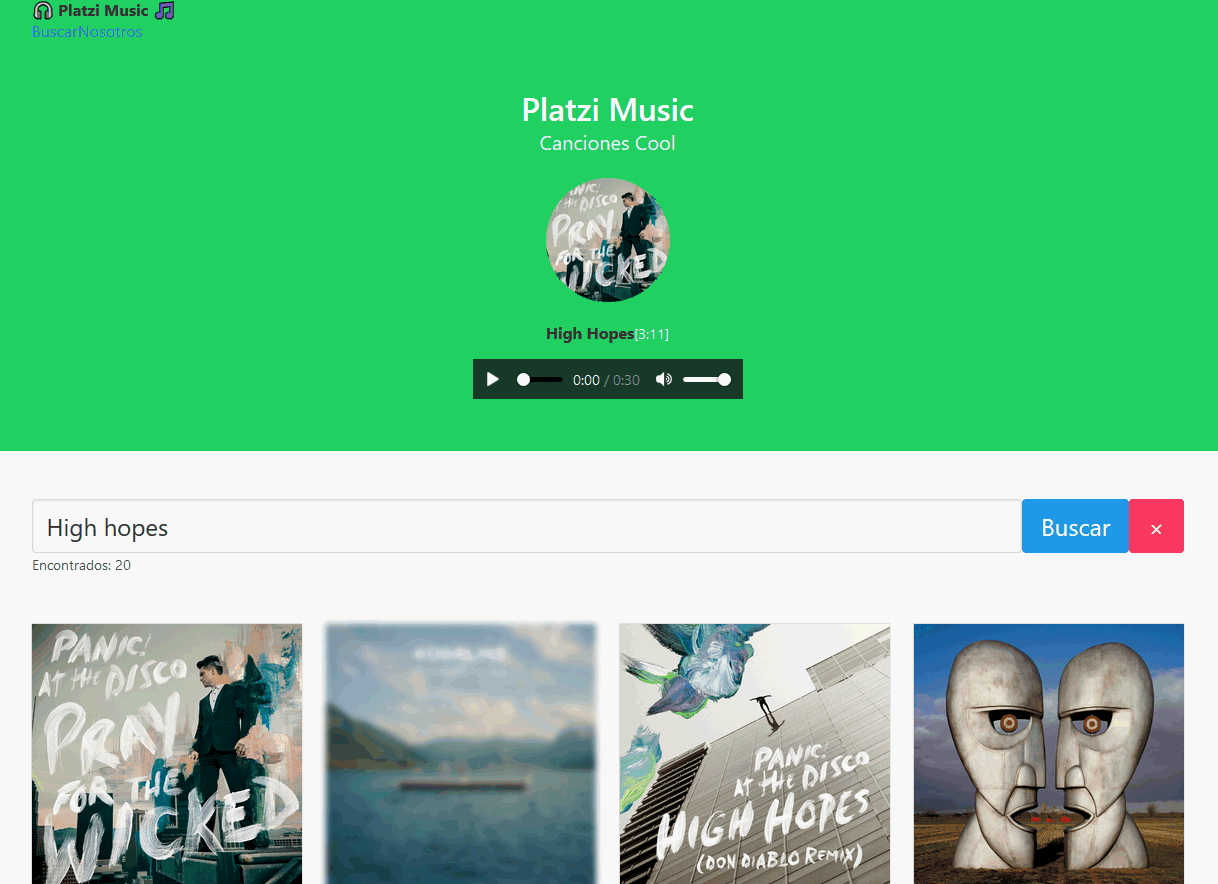 Platzi Music
BuscarNosotros
Platzi Music
Canciones Cool
PANIC!
AT THE DISCO
PRAY
FOR THE
WICKED
High Hopes[3:11]
0:00 / 0:30
High hopes
Buscar
×
Encontrados: 20
PANIC!
AT THE DISCO
PRAY
FOR THE
WICKED
PANIC!
AT THE DISCO
HIGH HOPES
(DON DIABLO REMIX)